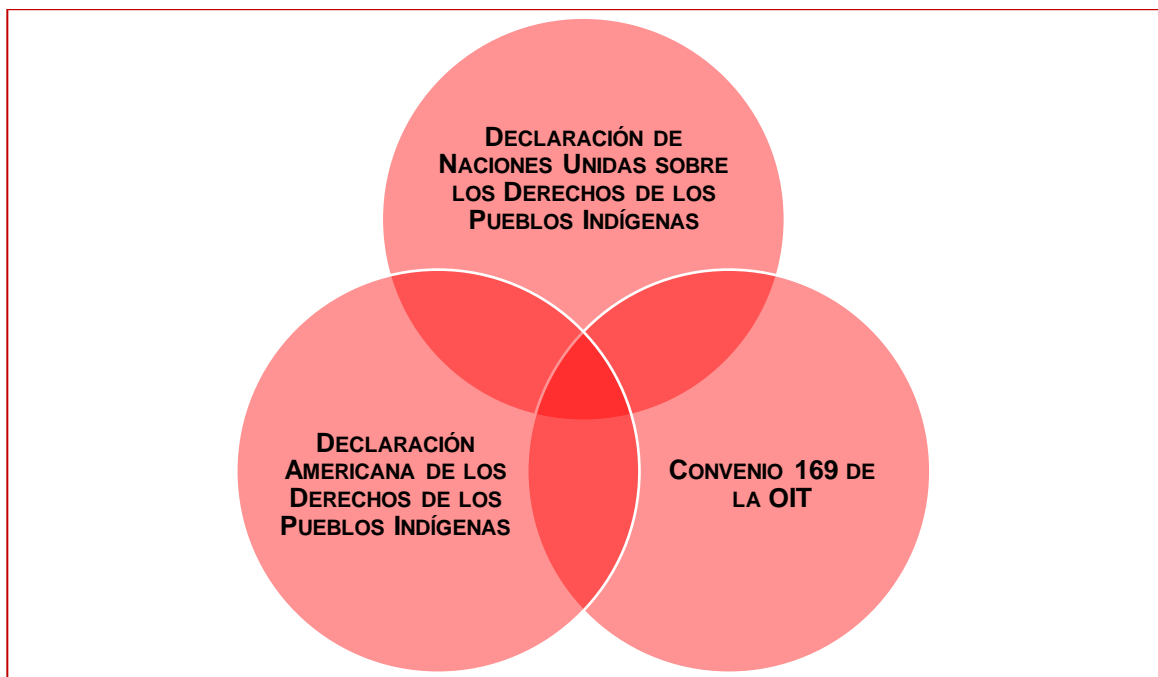 DECLARACIÓN DE
NACIONES UNIDAS SOBRE
LOS DERECHOS DE LOS
PUEBLOS INDÍGENAS
DECLARACIÓN
AMERICANA DE LOS
DERECHOS DE LOS
PUEBLOS INDÍGENAS
CONVENIO 169 DE
LA OIT